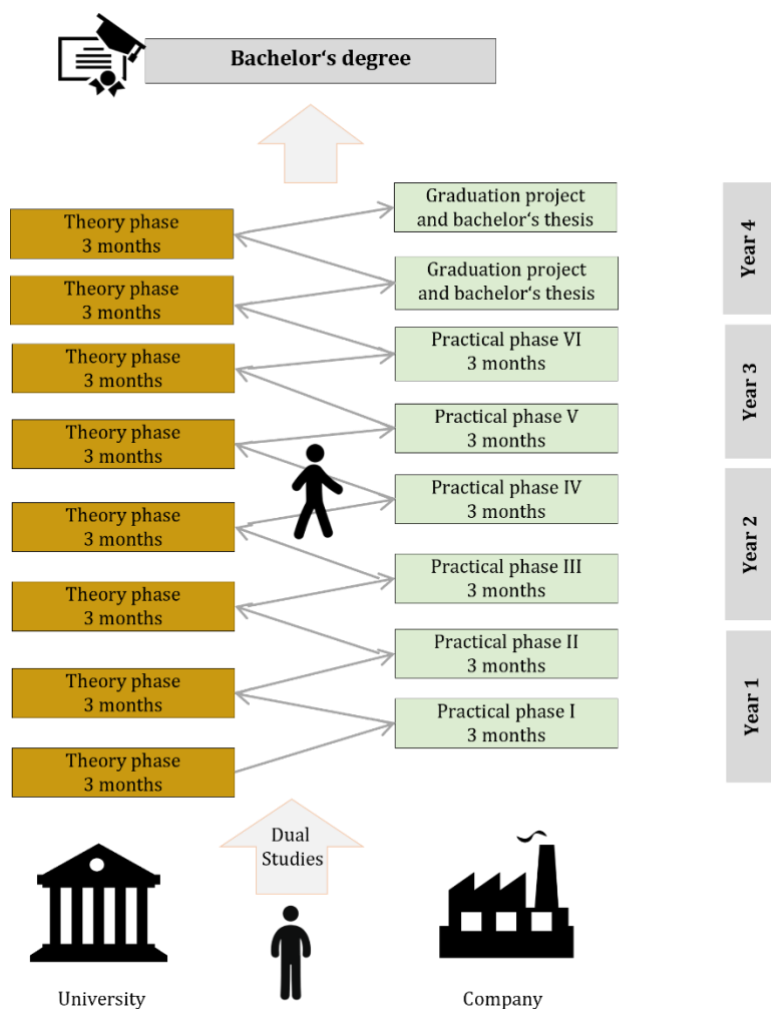 Bachelor‘s degree
Graduation project
and bachelor‘s thesis
Theory phase
3 months
Graduation project
and bachelor‘s thesis
Theory phase
3 months
Year 4
Practical phase VI
3 months
Theory phase
3 months
Practical phase V
3 months
Theory phase
3 months
Year 3
Practical phase IV
3 months
Theory phase
3 months
Practical phase III
3 months
Theory phase
3 months
Year 2
Practical phase II
3 months
Theory phase
3 months
Practical phase I
3 months
Theory phase
3 months
Year 1
Dual
Studies
University
Company